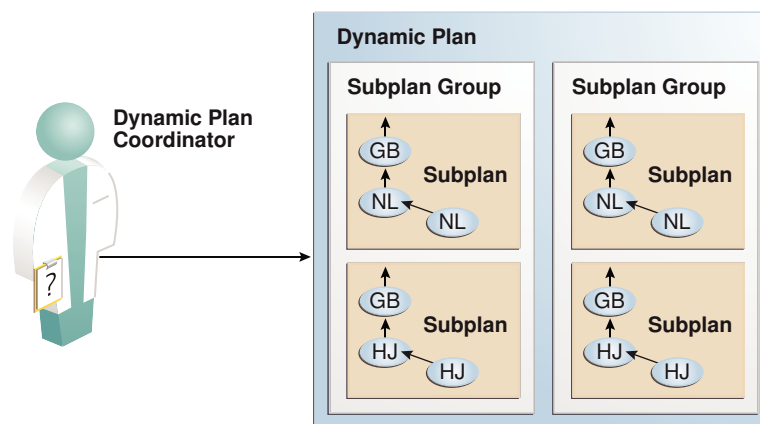 Dynamic Plan
Coordinator
?
Dynamic Plan
Subplan Group
GB
Subplan
NL
NL
GB
Subplan
HJ
HJ
Subplan Group
GB
Subplan
NL
NL
GB
Subplan
HJ
HJ